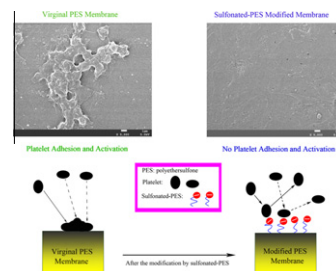 Virginal PES Membrane
Sulfonated-PES Modified Membrane
Platelet Adhesion and Activation
No Platelet Adhesion and Activation
PES: polyethersulfone
Platelet:
Sulfonated-PES:
Virginal PES
Membrane
After the modification by sulfonated-PES
Modified PES
Membrane